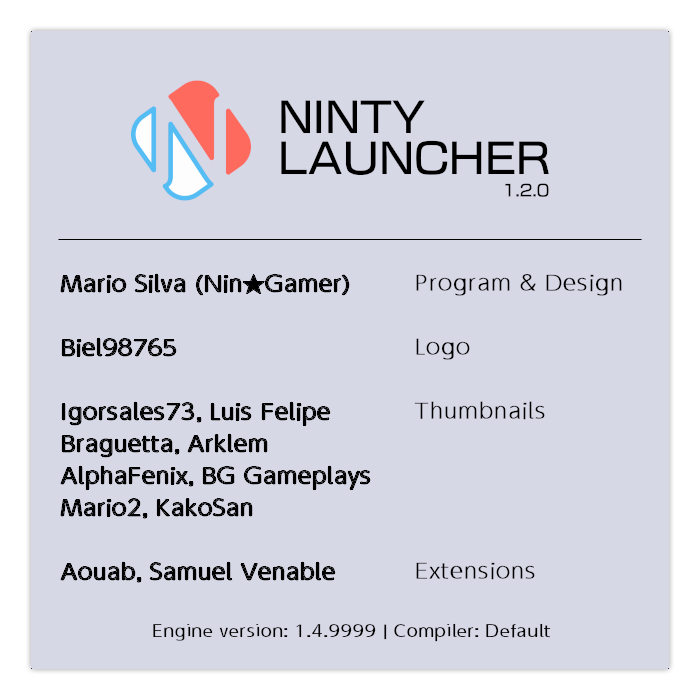 NINTY
LAUNCHER
1.2.0
Mario Silva (Nin★Gamer) Program & Design
Biel98765 Logo
Igorsales73, Luis Felipe Thumbnails
Braguetta, Arklem
AlphaFenix, BG Gameplays
Mario2, KakoSan
Aouab, Samuel Venable Extensions
Engine version: 1.4.9999 | Compiler: Default